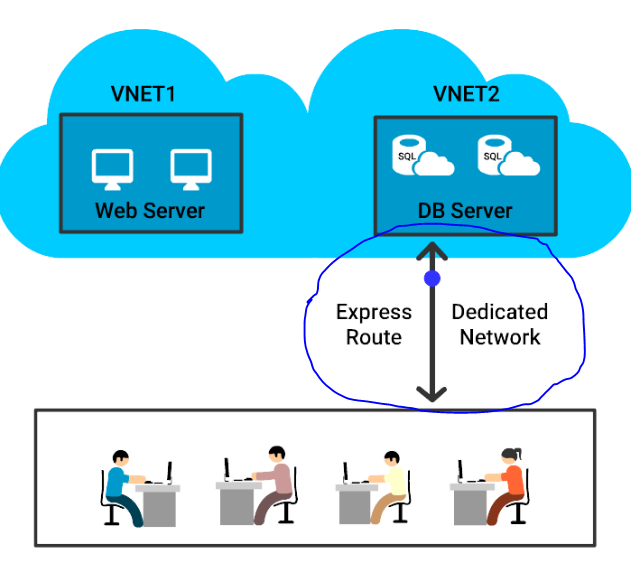 VNET1
VNET2
SQL
SQL
Web Server
DB Server
Express
Route
Dedicated
Network